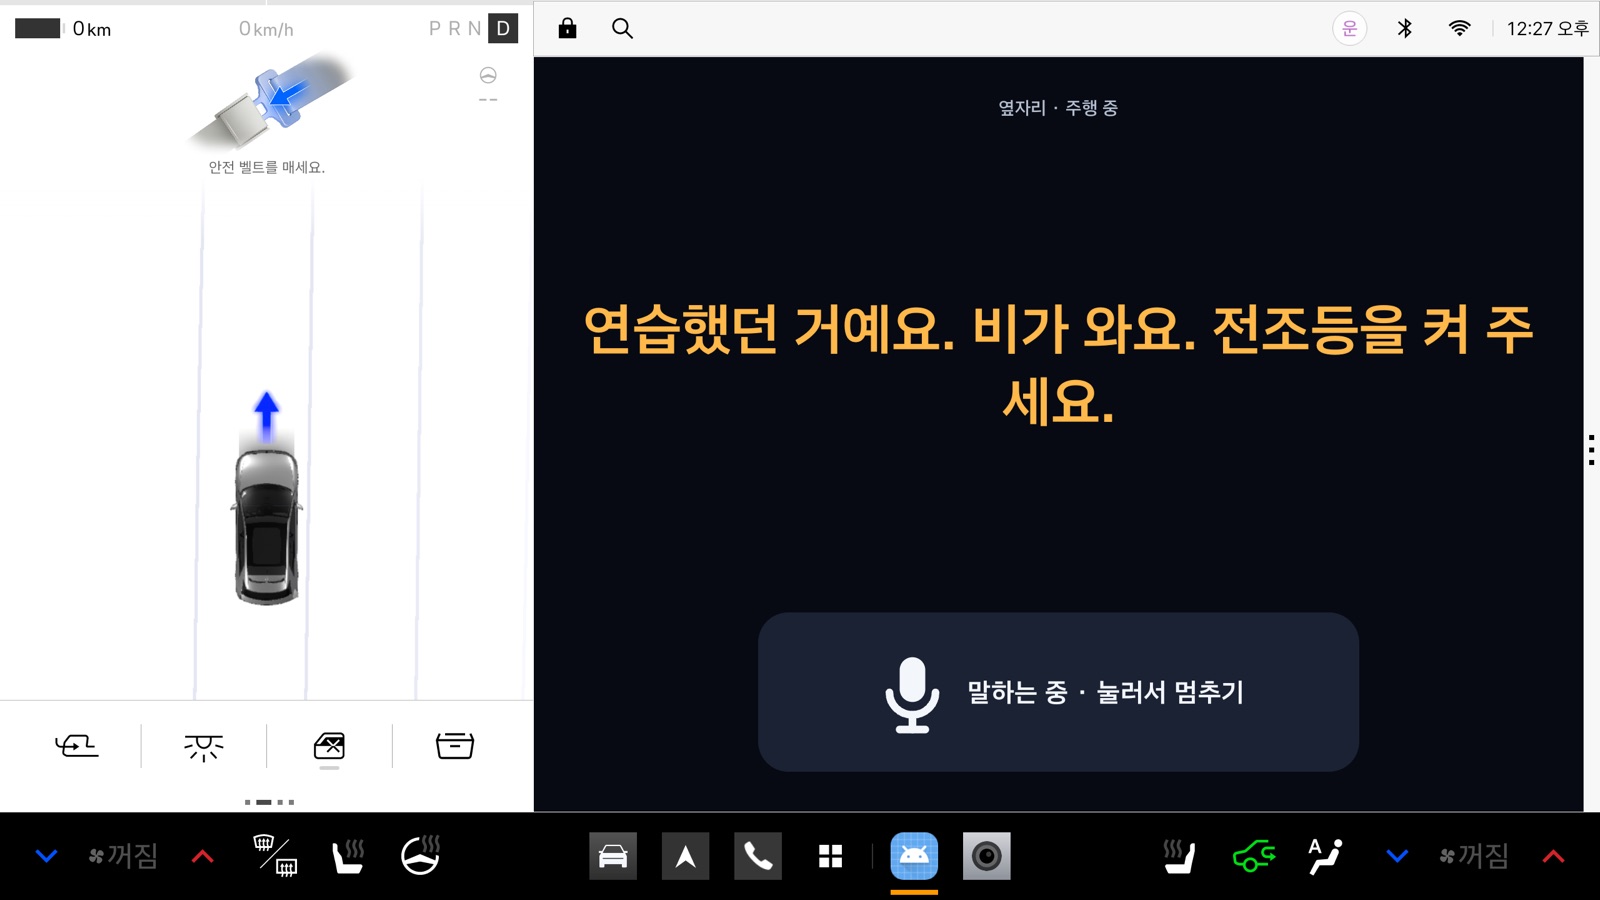 0 km
0 km/h
P R N D
--
안전 벨트를 매세요.
운
12:27 오후
옆자리 · 주행 중
연습했던 거예요. 비가 와요. 전조등을 켜 주
세요.
말하는 중 · 눌러서 멈추기
꺼짐
A
꺼짐